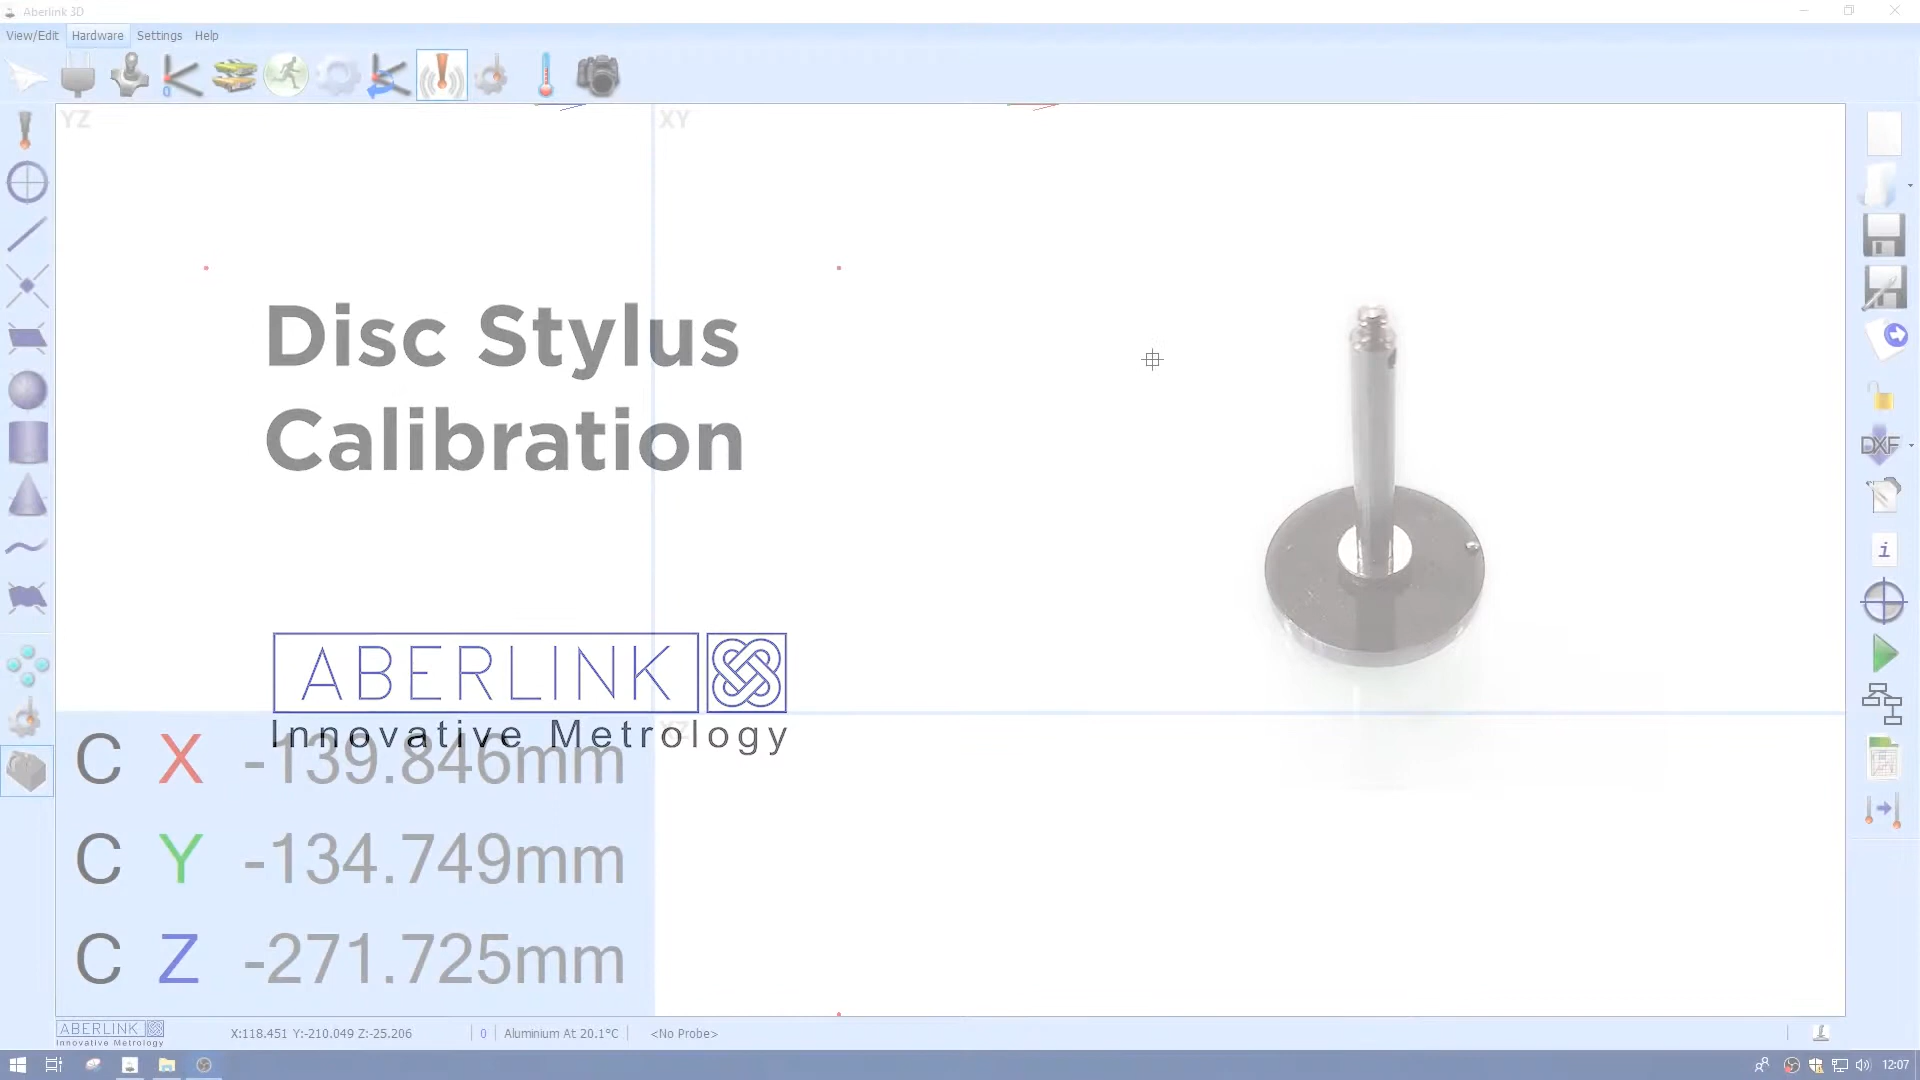 Aberlink 3D
View/Edit Hardware Settings Help
YZ
XY
Disc Stylus
Calibration
ABERLINK
Innovative Metrology
C X -139.846mm
C Y -134.749mm
C Z -271.725mm
0
DXF
i
ABERLINK
Innovative Metrology
X:118.451 Y:-210.049 Z:-25.206
0
Aluminium At 20.1°C
<No Probe>
12:07